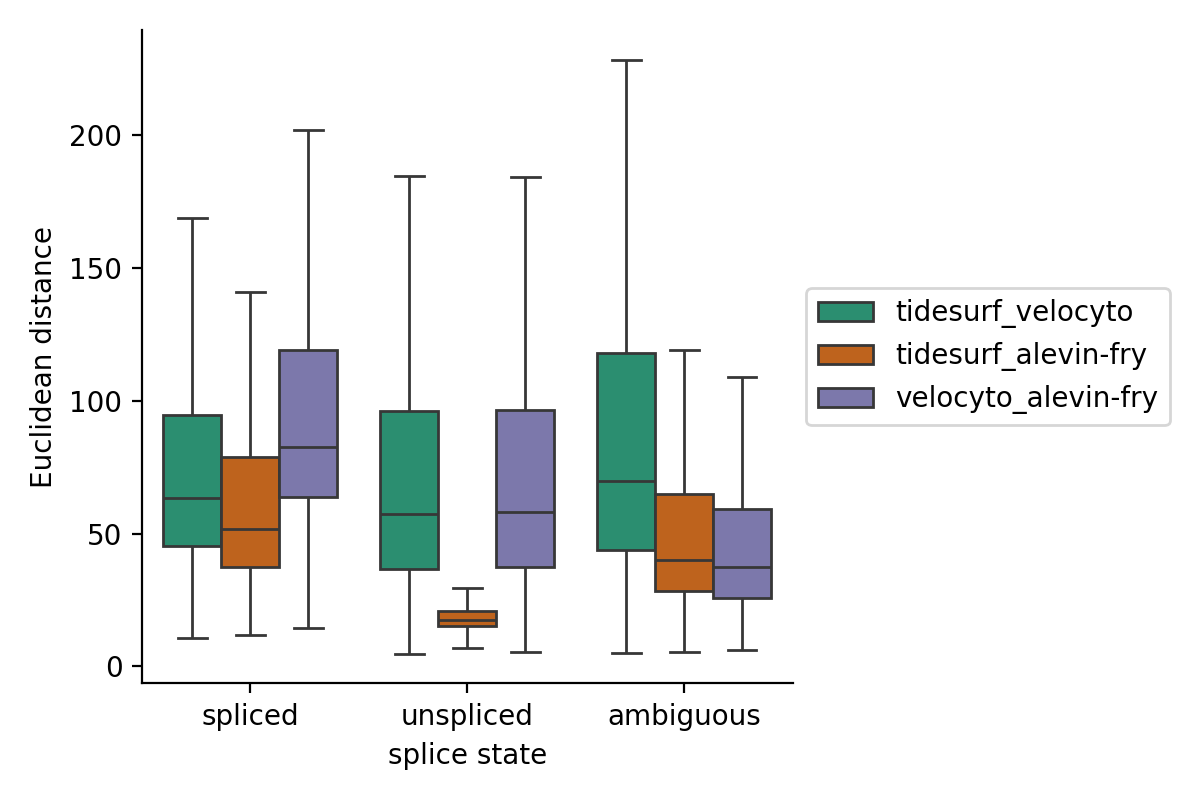 Euclidean distance
200
150
100
50
0
spliced
unspliced
ambiguous
splice state
tidesurf_velocyto
tidesurf_alevin-fry
velocyto_alevin-fry